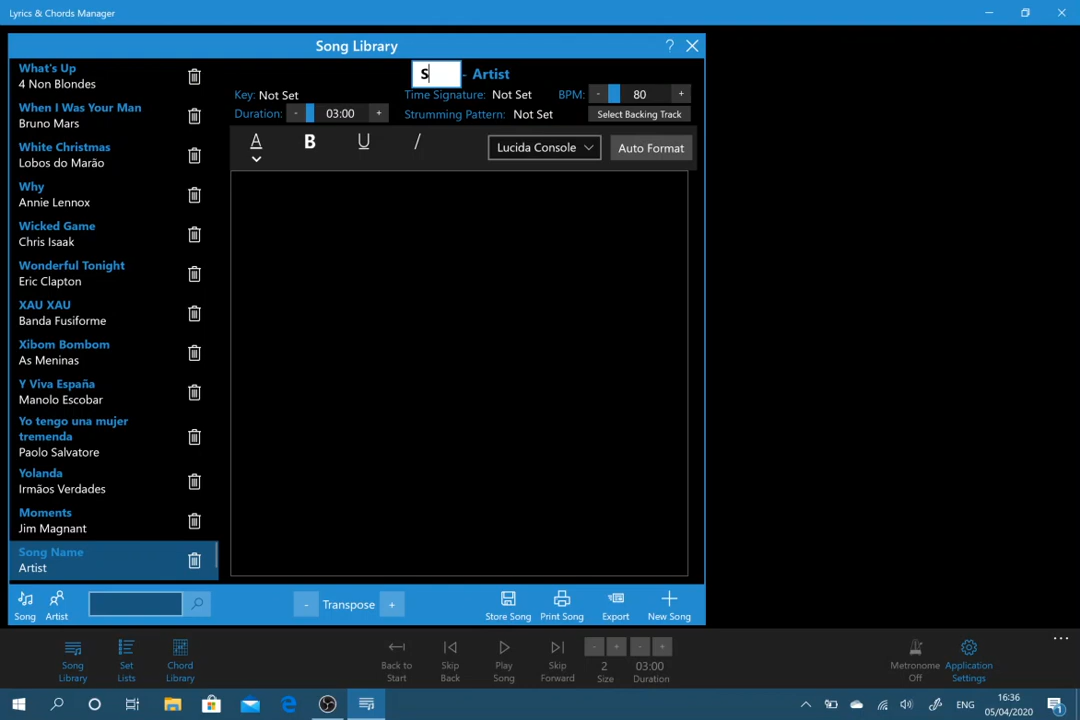 Lyrics & Chords Manager
Song Library
?
What's Up
4 Non Blondes
When I Was Your Man
Bruno Mars
White Christmas
Lobos do Marão
Why
Annie Lennox
Wicked Game
Chris Isaak
Wonderful Tonight
Eric Clapton
XAU XAU
Banda Fusiforme
Xibom Bombom
As Meninas
Y Viva España
Manolo Escobar
Yo tengo una mujer
tremenda
Paolo Salvatore
Yolanda
Irmãos Verdades
Moments
Jim Magnant
Song Name
Artist
S - Artist
Key: Not Set Time Signature: Not Set BPM: - 80 +
Duration: - 03:00 + Strumming Pattern: Not Set Select Backing Track
A B U / Lucida Console Auto Format
Song Artist - Transpose + Store Song Print Song Export New Song
Song Library
Set Lists
Chord Library
Back to Start
Skip Back
Play Song
Skip Forward
- +
2
Size
- +
03:00
Duration
Metronome Off
Application Settings
ENG
16:36
05/04/2020
1